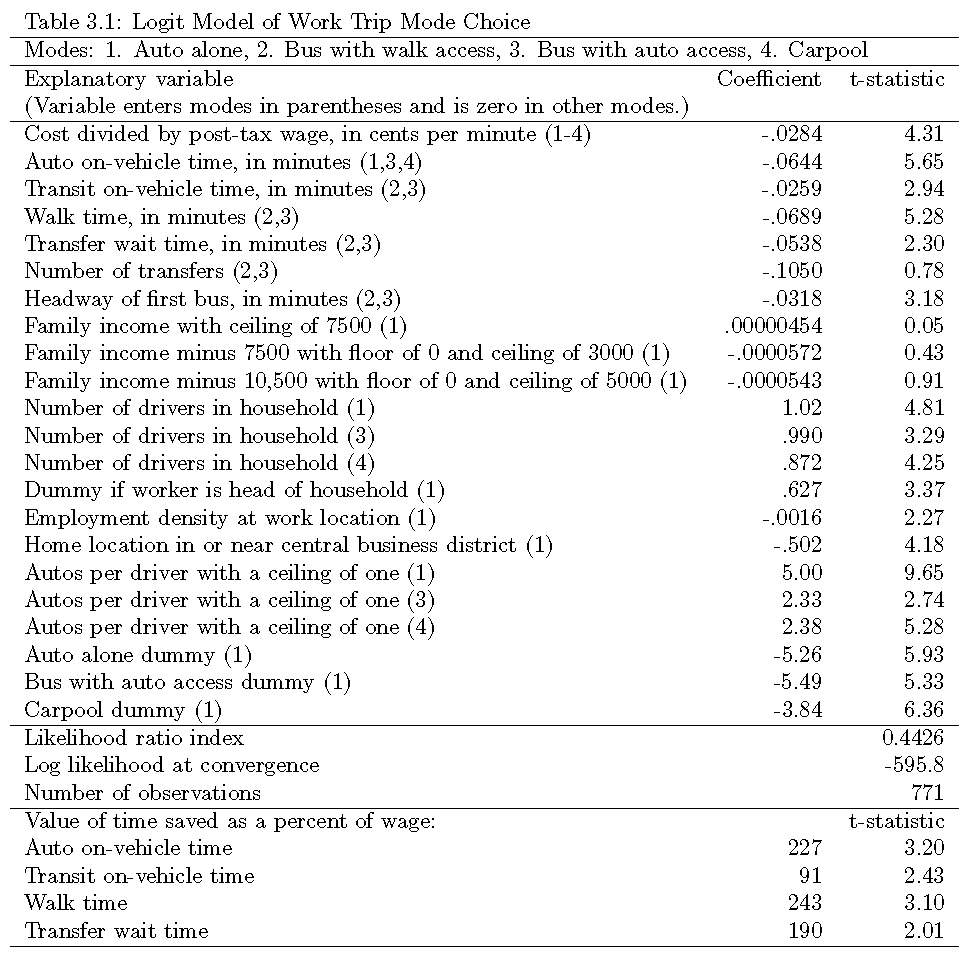 Table 3.1: Logit Model of Work Trip Mode Choice
Modes: 1. Auto alone, 2. Bus with walk access, 3. Bus with auto access, 4. Carpool
Explanatory variable Coefficient t-statistic
(Variable enters modes in parentheses and is zero in other modes.)
Cost divided by post-tax wage, in cents per minute (1-4) -.0284 4.31
Auto on-vehicle time, in minutes (1,3,4) -.0644 5.65
Transit on-vehicle time, in minutes (2,3) -.0259 2.94
Walk time, in minutes (2,3) -.0689 5.28
Transfer wait time, in minutes (2,3) -.0538 2.30
Number of transfers (2,3) -.1050 0.78
Headway of first bus, in minutes (2,3) -.0318 3.18
Family income with ceiling of 7500 (1) .00000454 0.05
Family income minus 7500 with floor of 0 and ceiling of 3000 (1) -.0000572 0.43
Family income minus 10,500 with floor of 0 and ceiling of 5000 (1) -.0000543 0.91
Number of drivers in household (1) 1.02 4.81
Number of drivers in household (3) .990 3.29
Number of drivers in household (4) .872 4.25
Dummy if worker is head of household (1) .627 3.37
Employment density at work location (1) -.0016 2.27
Home location in or near central business district (1) -.502 4.18
Autos per driver with a ceiling of one (1) 5.00 9.65
Autos per driver with a ceiling of one (3) 2.33 2.74
Autos per driver with a ceiling of one (4) 2.38 5.28
Auto alone dummy (1) -5.26 5.93
Bus with auto access dummy (1) -5.49 5.33
Carpool dummy (1) -3.84 6.36
Likelihood ratio index 0.4426
Log likelihood at convergence -595.8
Number of observations 771
Value of time saved as a percent of wage: t-statistic
Auto on-vehicle time 227 3.20
Transit on-vehicle time 91 2.43
Walk time 243 3.10
Transfer wait time 190 2.01